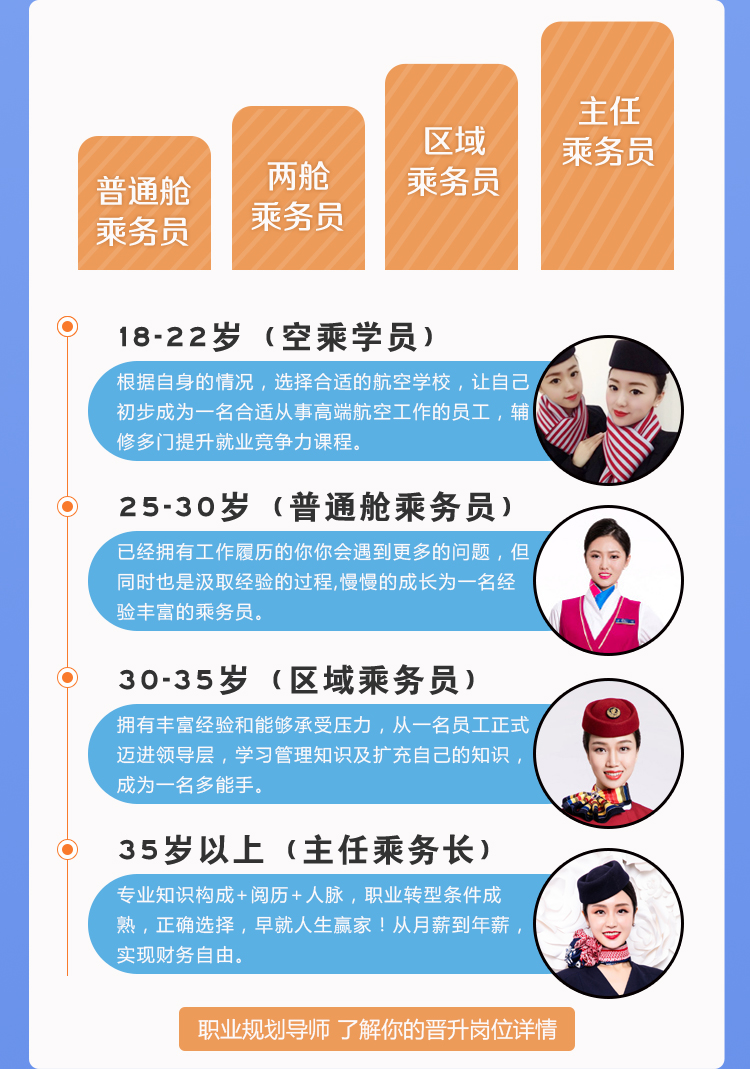 普通舱
乘务员
两舱
乘务员
区域
乘务员
主任
乘务员
18-22岁（空乘学员）
根据自身的情况，选择合适的航空学校，让自己
初步成为一名合适从事高端航空工作的员工，辅
修多门提升就业竞争力课程。
25-30岁（普通舱乘务员）
已经拥有工作履历的你你会遇到更多的问题，但
同时也是汲取经验的过程,慢慢的成长为一名经
验丰富的乘务员。
30-35岁（区域乘务员）
拥有丰富经验和能够承受压力，从一名员工正式
迈进领导层，学习管理知识及扩充自己的知识，
成为一名多能手。
35岁以上（主任乘务长）
专业知识构成+阅历+人脉，职业转型条件成
熟，正确选择，早就人生赢家！从月薪到年薪，
实现财务自由。
职业规划导师 了解你的晋升岗位详情